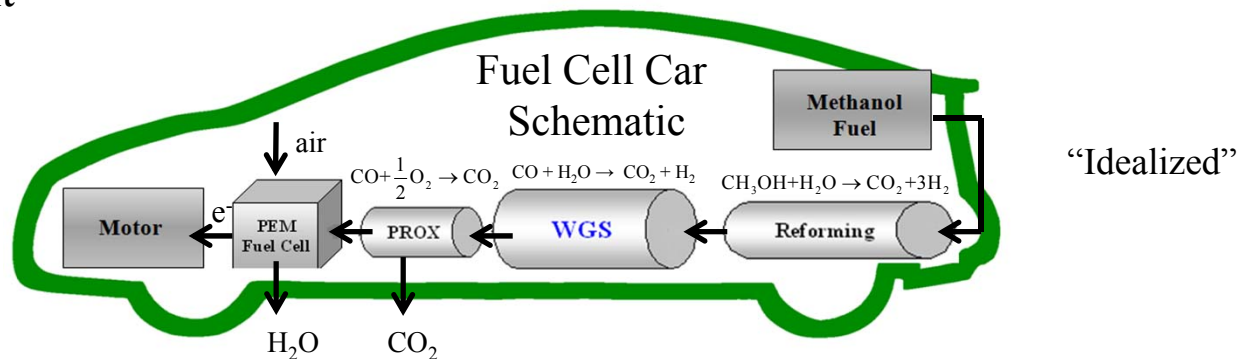 Fuel Cell Car
Schematic
Methanol
Fuel
"Idealized"
air
CO+1/2O₂ → CO₂
CO + H₂O → CO₂ + H₂
CH₃OH+H₂O → CO₂+3H₂
Motor
e⁻
PEM
Fuel Cell
PROX
WGS
Reforming
H₂O
CO₂